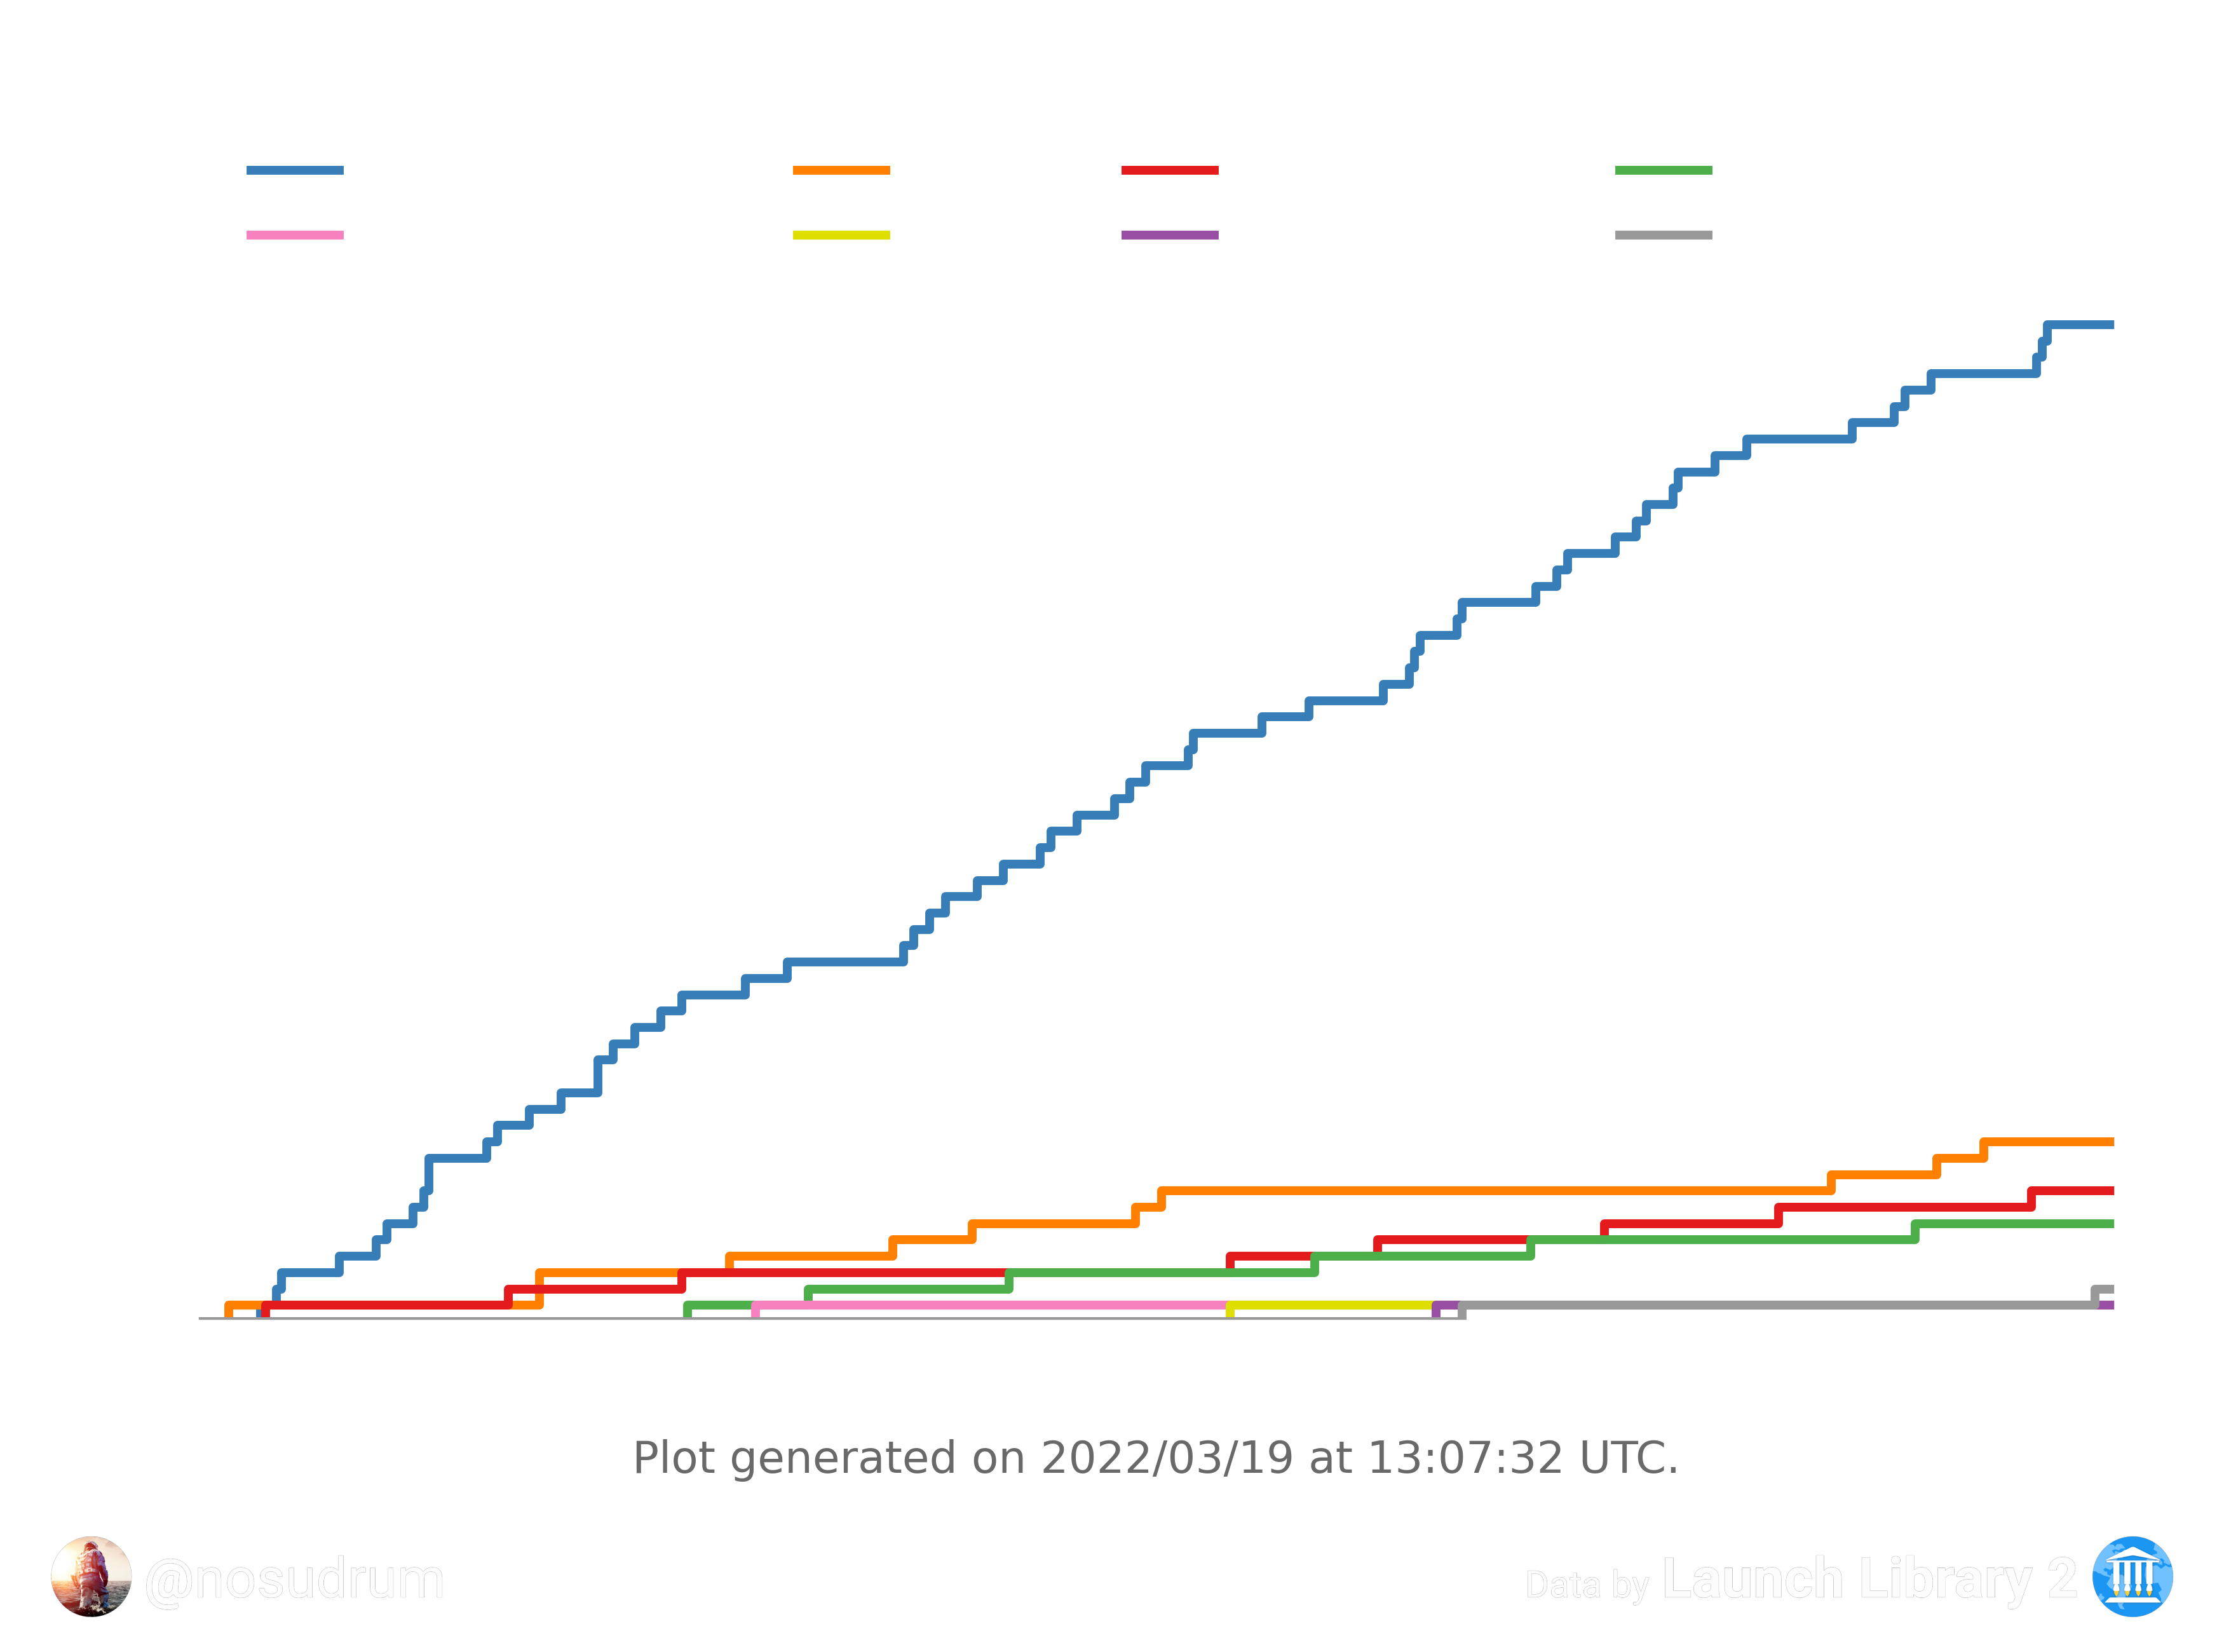 Plot generated on 2022/03/19 at 13:07:32 UTC.
@nosudrum
Data by Launch Library 2